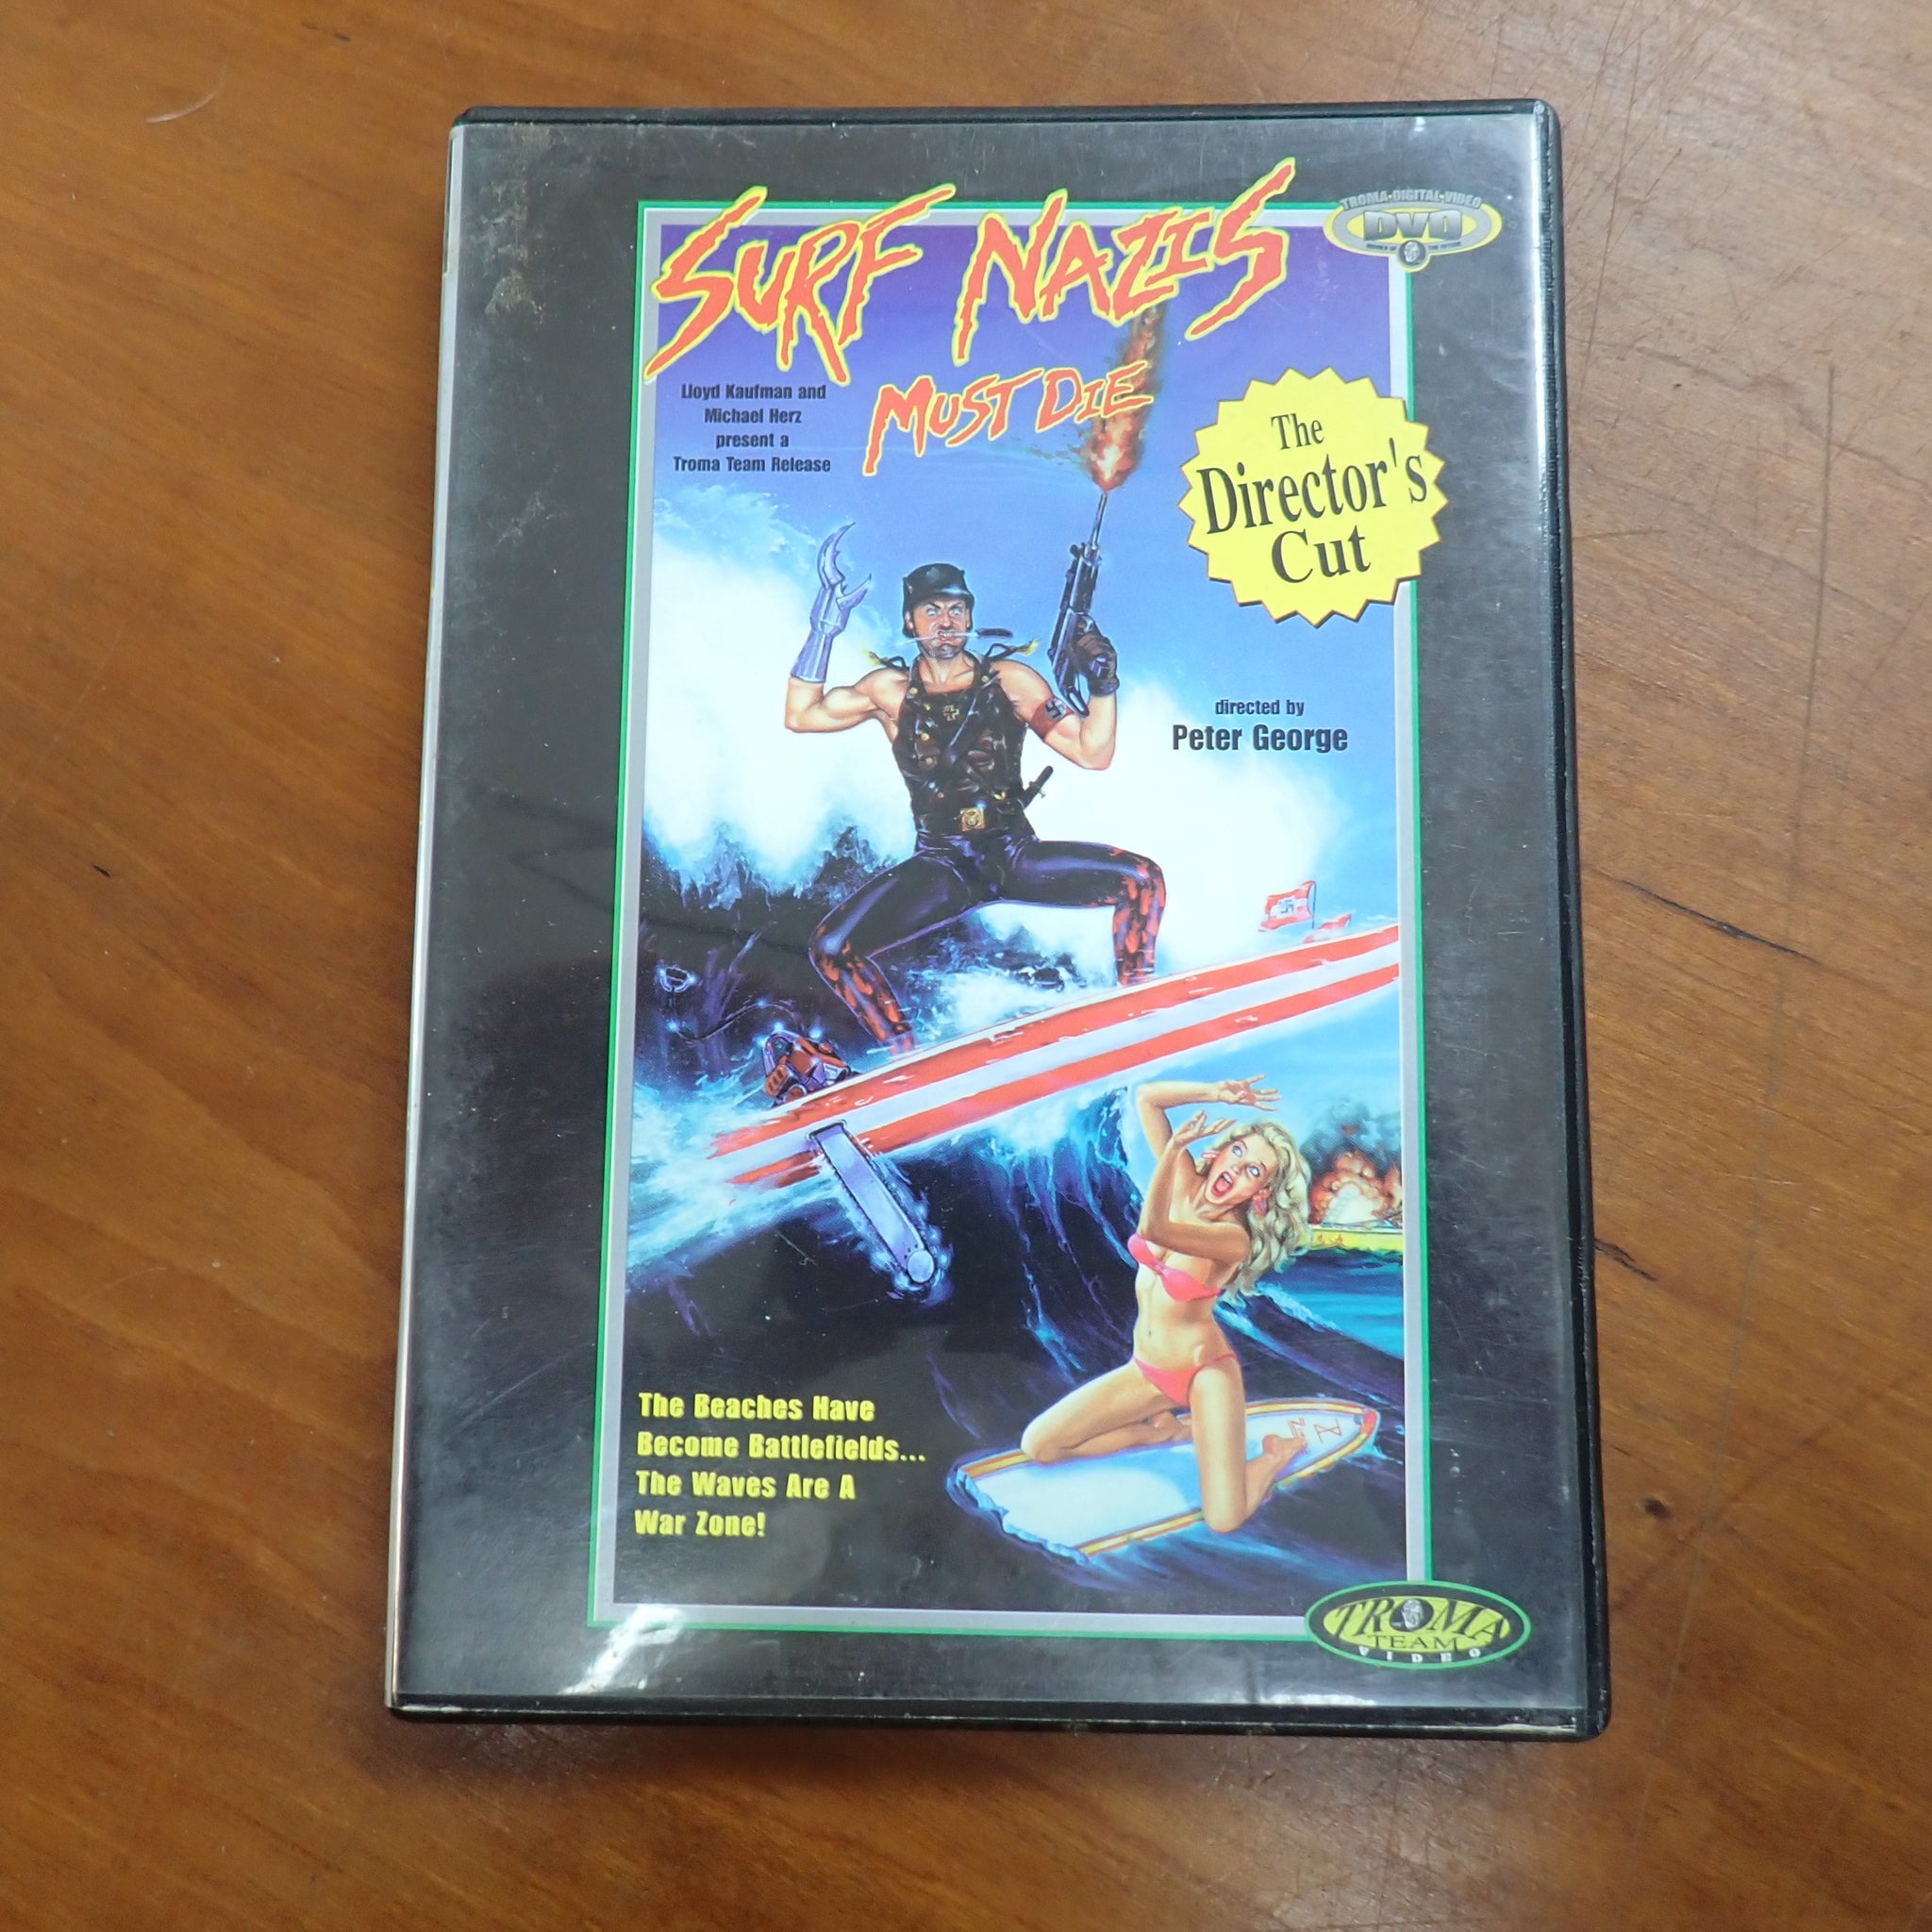 SURF NAZIS
MUST DIE
TROMA DIGITAL VIDEO
DVD
Lloyd Kaufman and
Michael Herz
present a
Troma Team Release
The
Director's
Cut
directed by
Peter George
The Beaches Have
Become Battlefields...
The Waves Are A
War Zone!
TROMA
TEAM
VIDEO